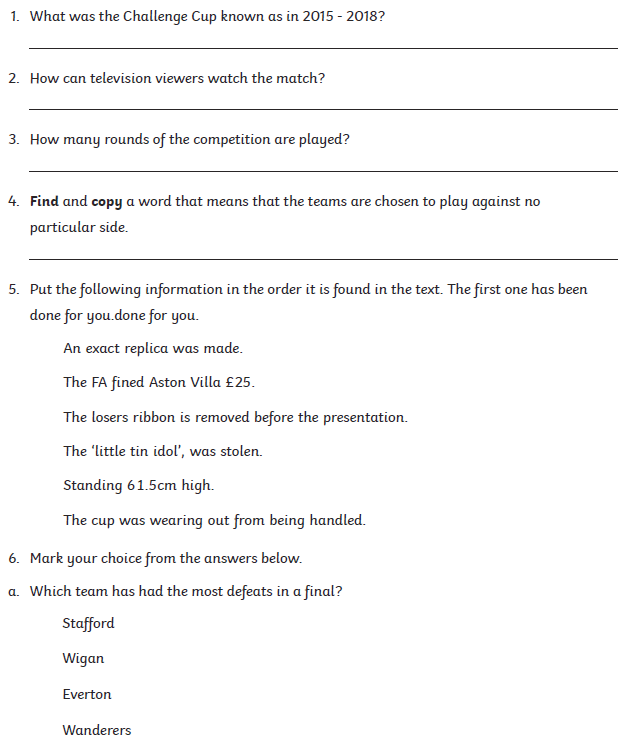 1. What was the Challenge Cup known as in 2015 - 2018?
2. How can television viewers watch the match?
3. How many rounds of the competition are played?
4. Find and copy a word that means that the teams are chosen to play against no
particular side.
5. Put the following information in the order it is found in the text. The first one has been
done for you.done for you.
An exact replica was made.
The FA fined Aston Villa £25.
The losers ribbon is removed before the presentation.
The ‘little tin idol’, was stolen.
Standing 61.5cm high.
The cup was wearing out from being handled.
6. Mark your choice from the answers below.
a. Which team has had the most defeats in a final?
Stafford
Wigan
Everton
Wanderers